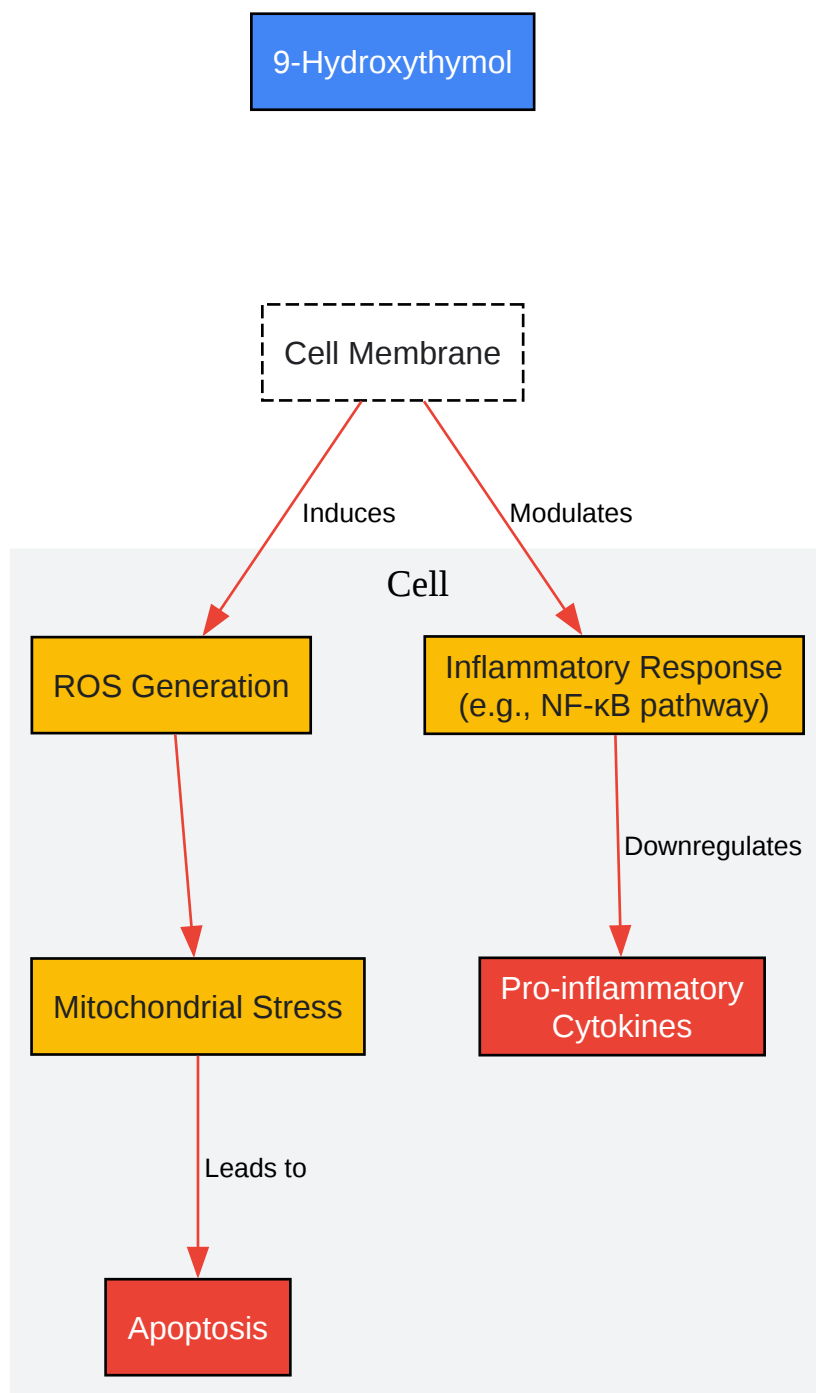 9-Hydroxythymol
Cell Membrane
Induces
Modulates
Cell
ROS Generation
Inflammatory Response
(e.g., NF-κB pathway)
Downregulates
Mitochondrial Stress
Pro-inflammatory
Cytokines
Leads to
Apoptosis